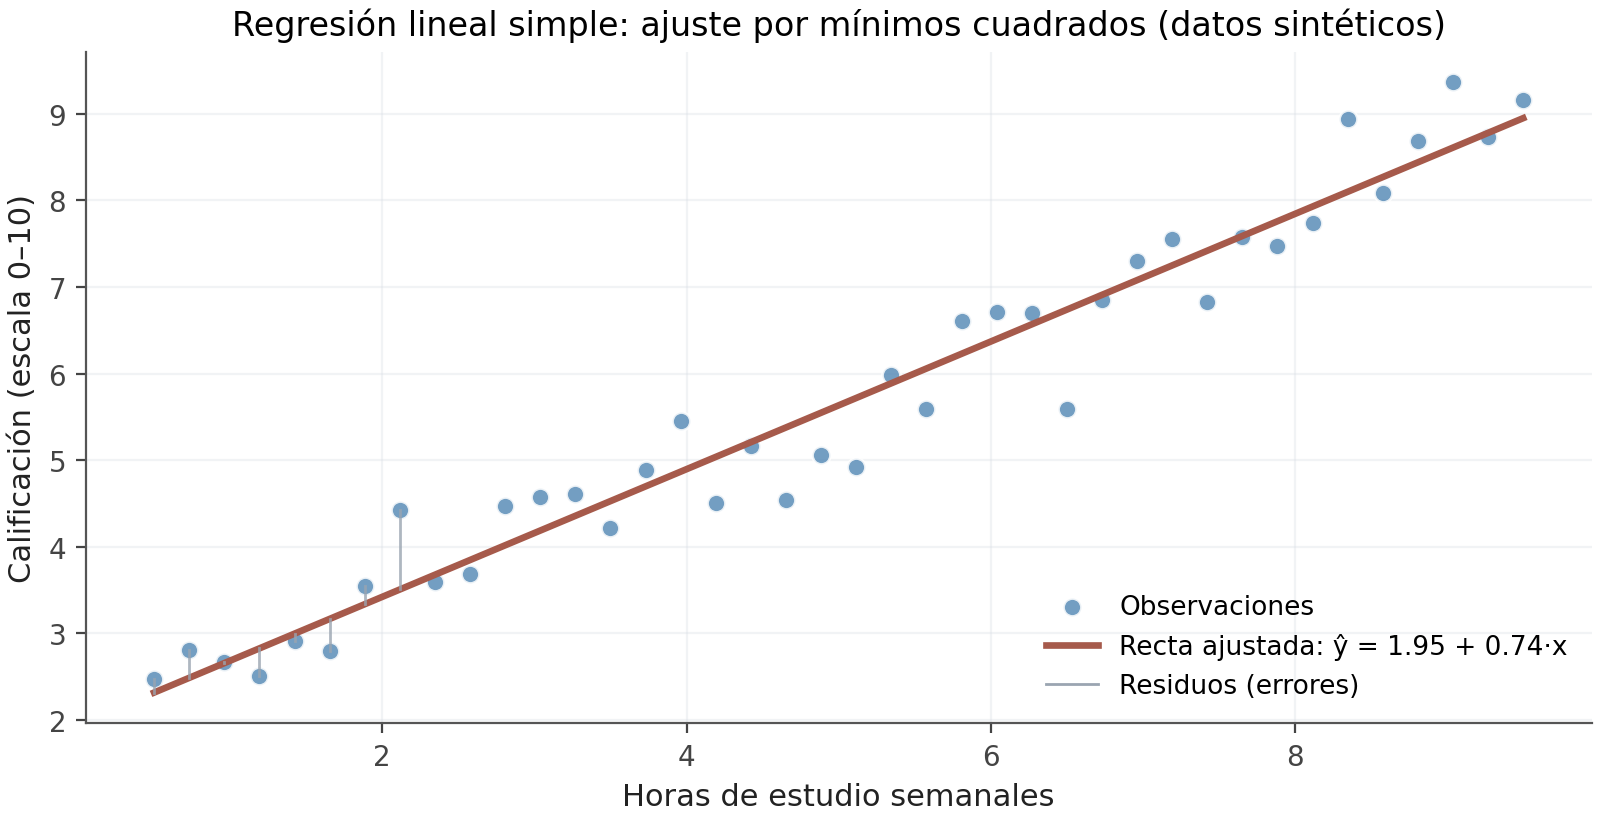 Regresión lineal simple: ajuste por mínimos cuadrados (datos sintéticos)
Calificación (escala 0–10)
9
8
7
6
5
4
3
2
2
4
6
8
Horas de estudio semanales
Observaciones
Recta ajustada: ŷ = 1.95 + 0.74·x
Residuos (errores)